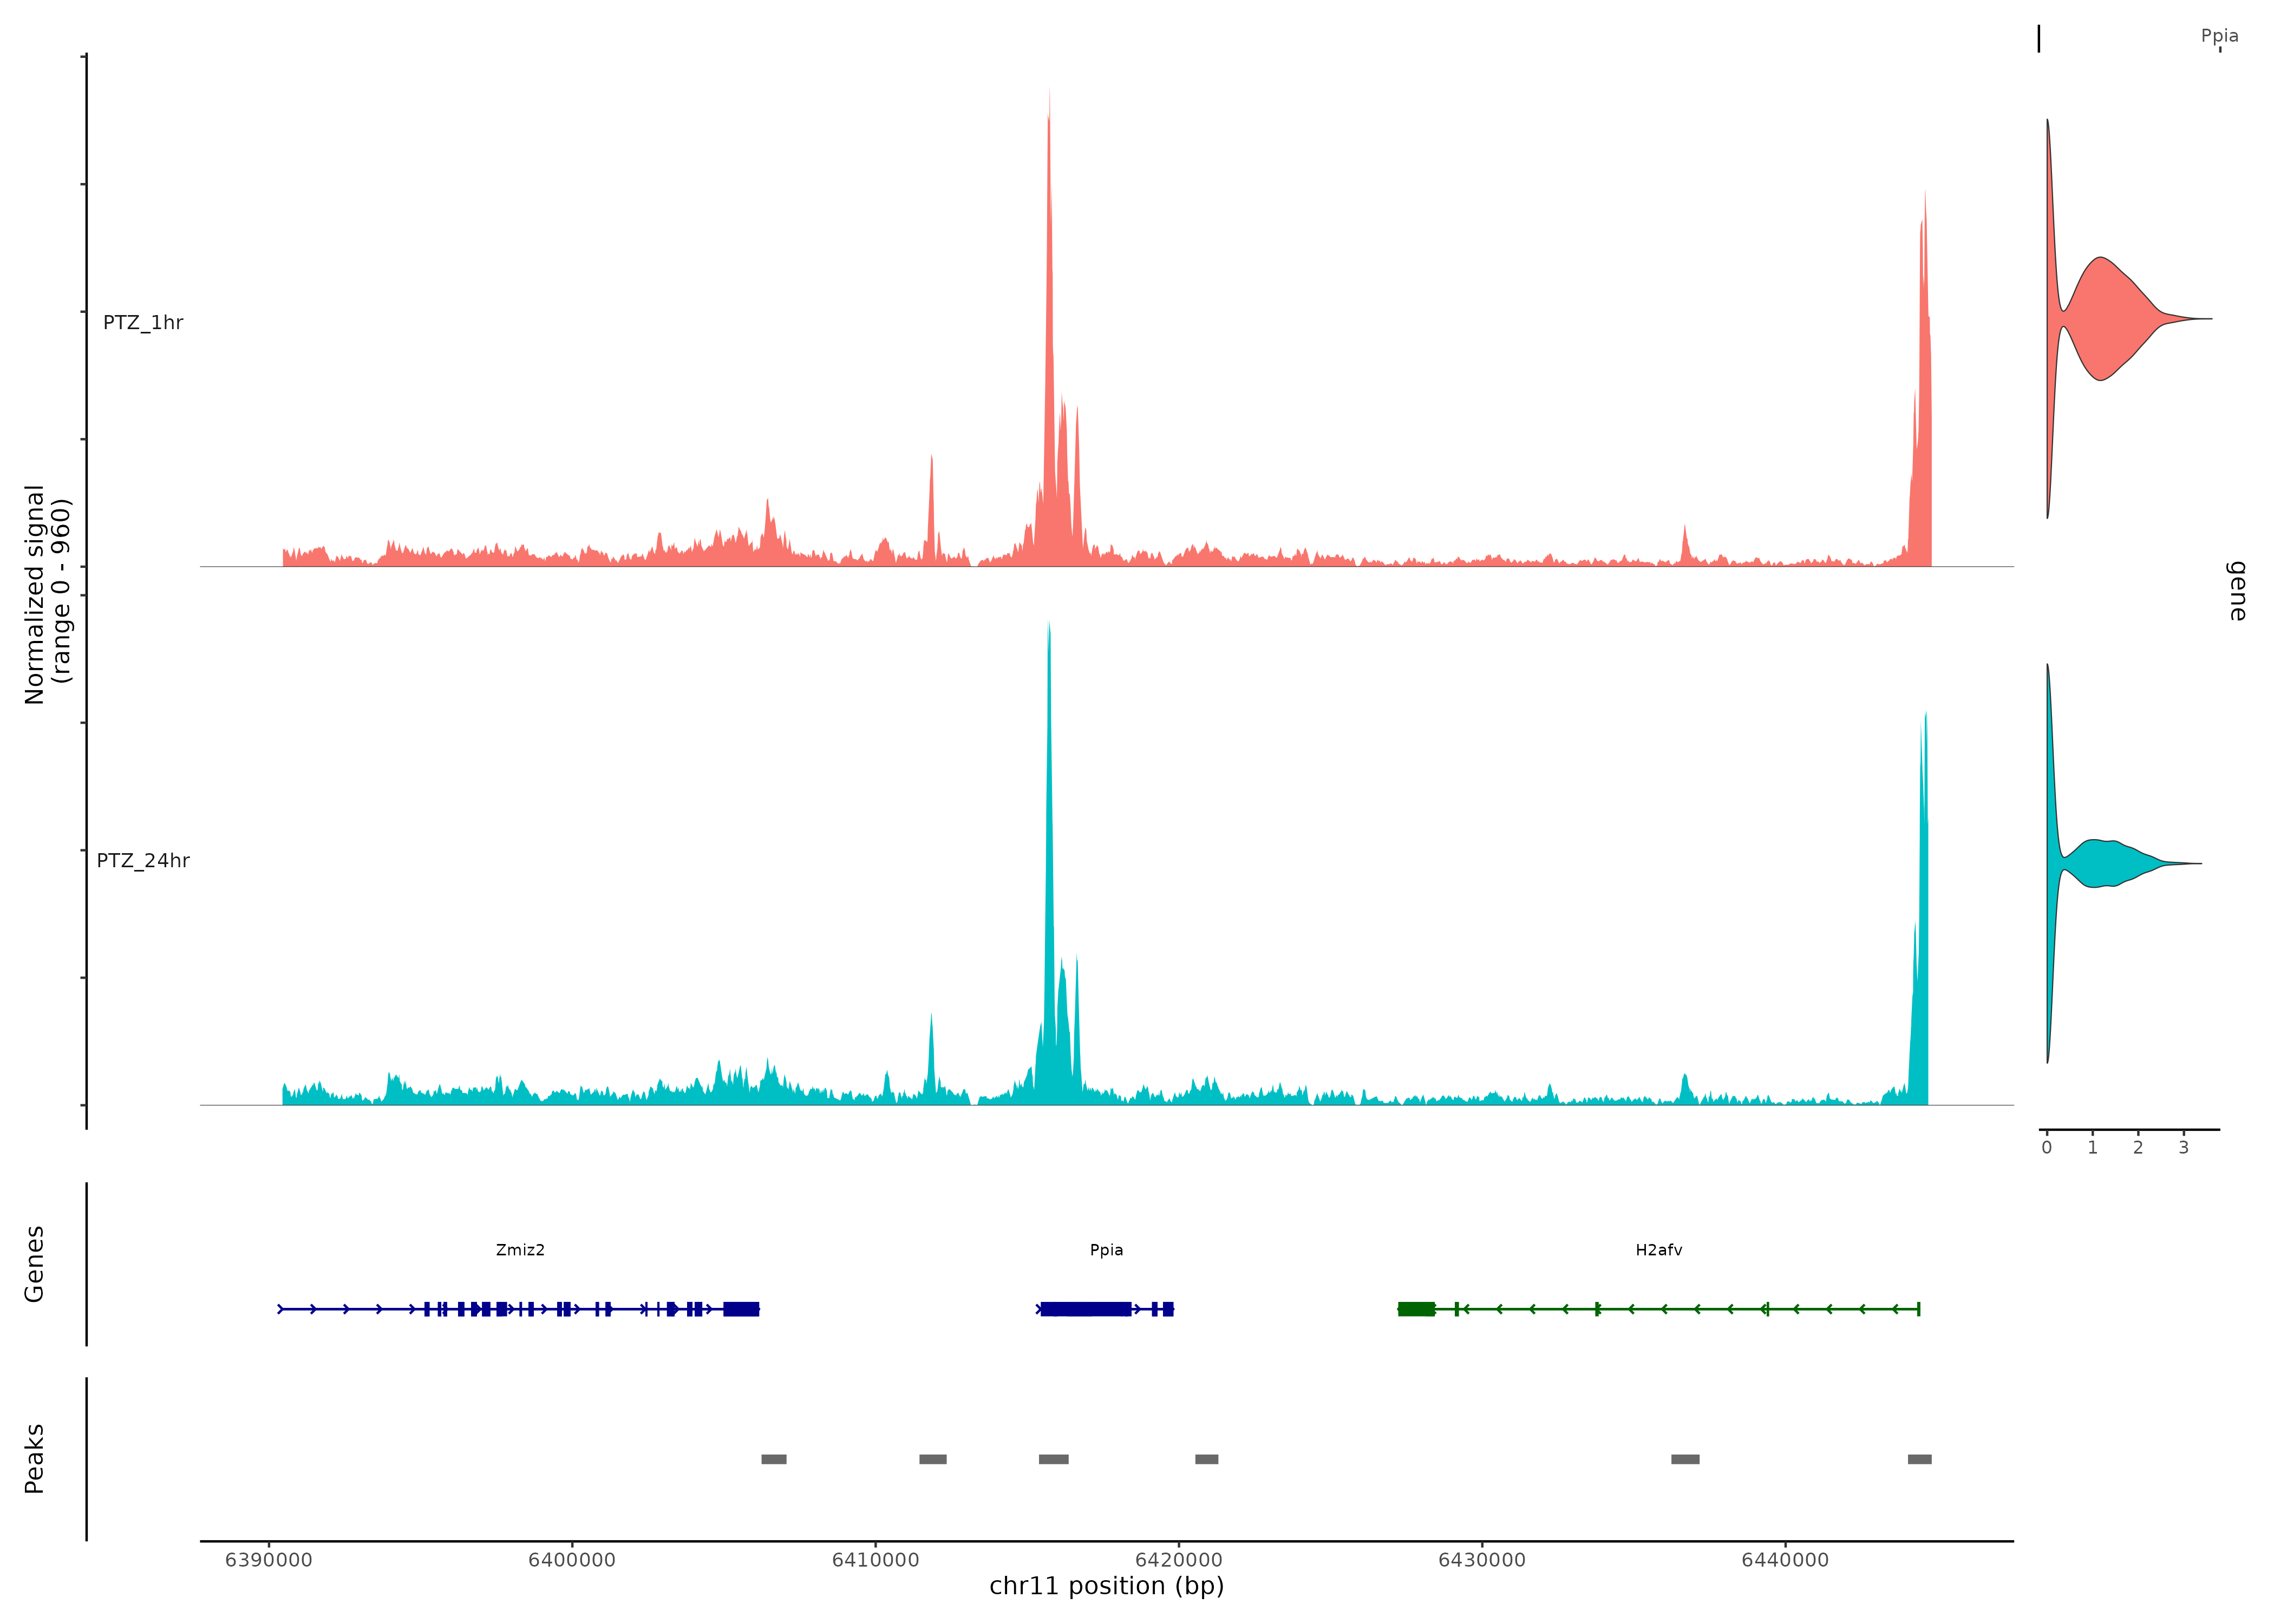 Ppia
Normalized signal
(range 0 - 960)
PTZ_1hr
PTZ_24hr
gene
0 1 2 3
Genes
Zmiz2 Ppia H2afv
Peaks
6390000 6400000 6410000 6420000 6430000 6440000
chr11 position (bp)